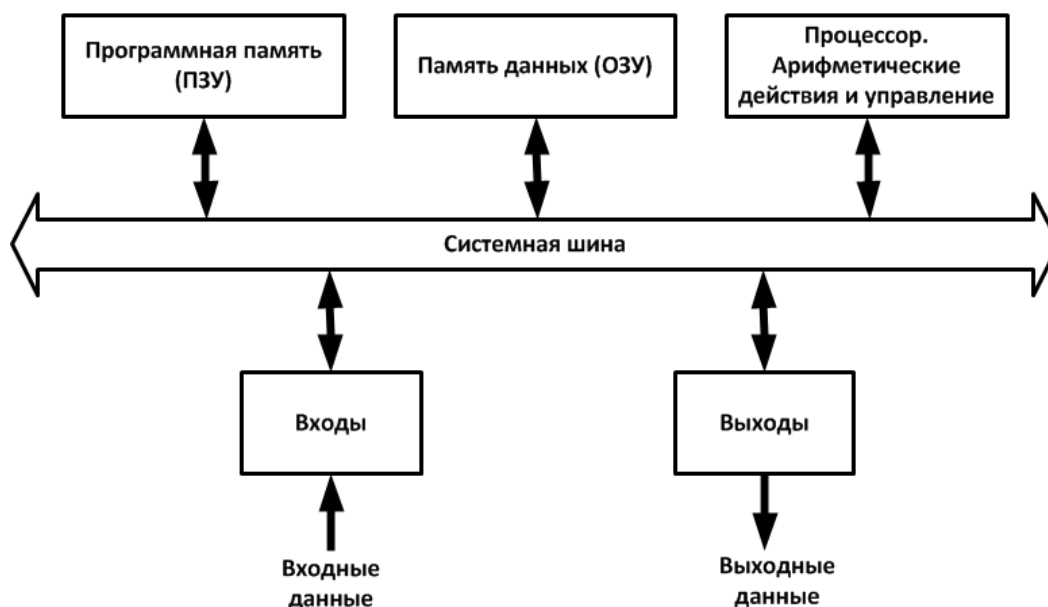 Программная память
(ПЗУ)
Память данных (ОЗУ)
Процессор.
Арифметические
действия и управление
Системная шина
Входы
Выходы
Входные
данные
Выходные
данные